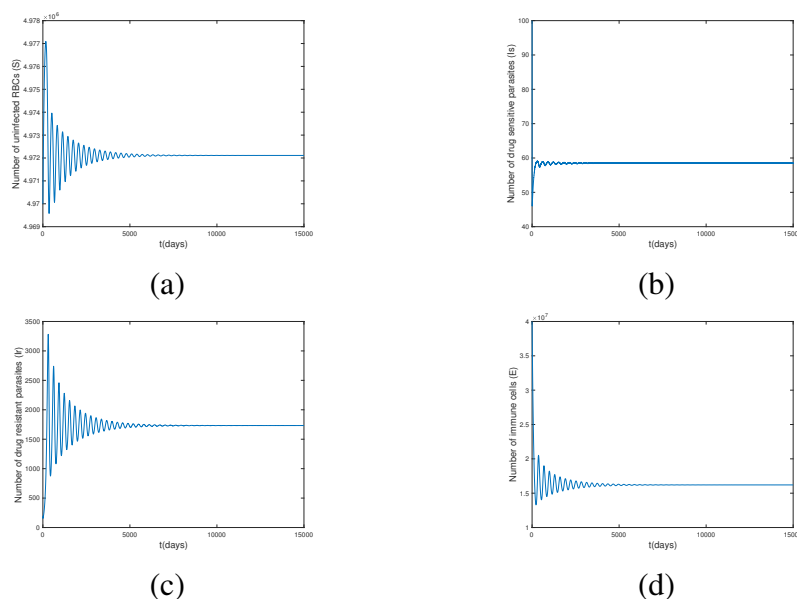 ×10⁶
4.978
4.977
4.976
4.975
4.974
4.973
4.972
4.971
4.97
4.969
Number of uninfected RBCs (S)
0 5000 10000 15000
t(days)
(a)
100
90
80
70
60
50
40
Number of drug sensitive parasites (Is)
0 5000 10000 15000
t(days)
(b)
3500
3000
2500
2000
1500
1000
500
0
Number of drug resistant parasites (Ir)
0 5000 10000 15000
t(days)
(c)
×10⁷
4
3.5
3
2.5
2
1.5
1
Number of immune cells (E)
0 5000 10000 15000
t(days)
(d)